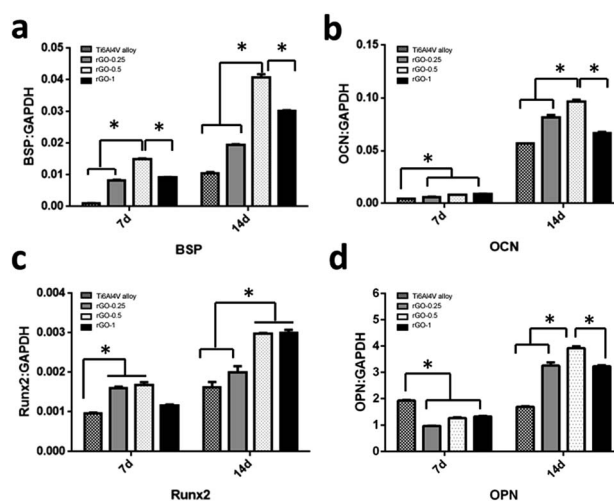 a
Ti6Al4V alloy
rGO-0.25
rGO-0.5
rGO-1
BSP:GAPDH
0.05
0.04
0.03
0.02
0.01
0.00
*
*
*
*
7d
14d
BSP
b
Ti6Al4V alloy
rGO-0.25
rGO-0.5
rGO-1
OCN:GAPDH
0.15
0.10
0.05
0.00
*
*
*
7d
14d
OCN
c
Ti6Al4V alloy
rGO-0.25
rGO-0.5
rGO-1
Runx2:GAPDH
0.004
0.003
0.002
0.001
0.000
*
*
7d
14d
Runx2
d
Ti6Al4V alloy
rGO-0.25
rGO-0.5
rGO-1
OPN:GAPDH
6
5
4
3
2
1
0
*
*
*
7d
14d
OPN